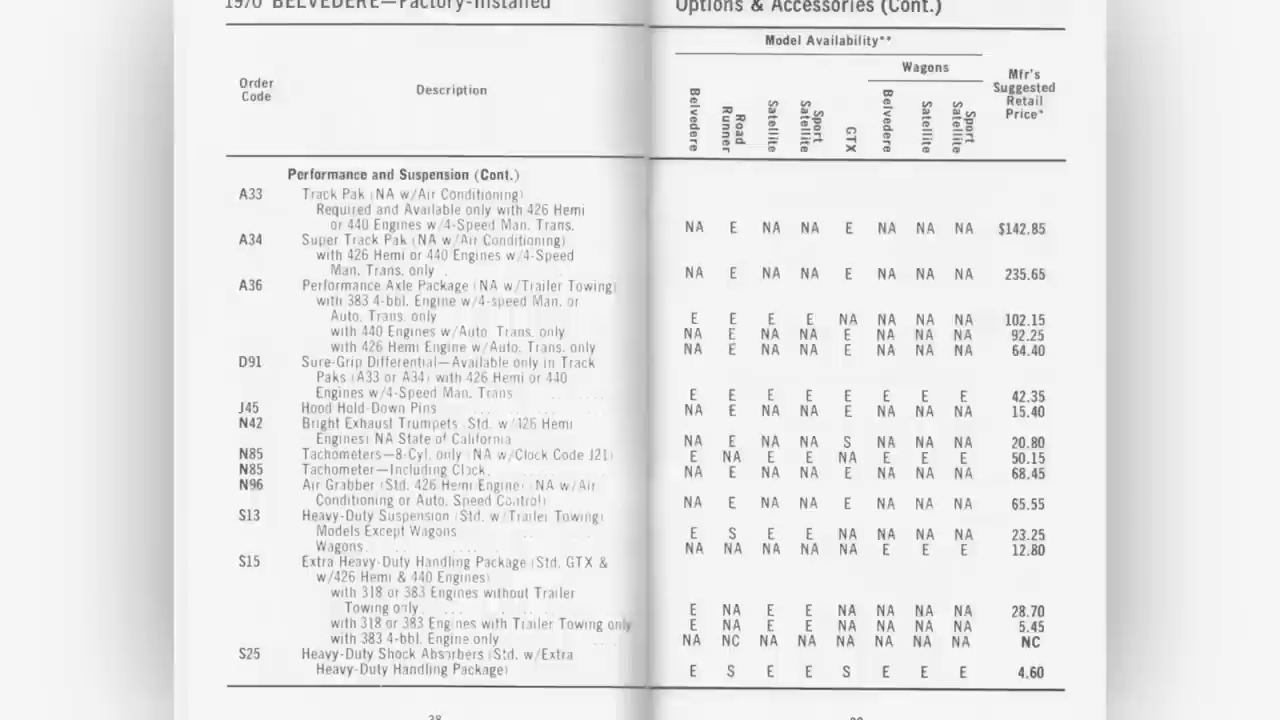 1970 BELVEDERE—Factory-Installed Options & Accessories (Cont.)
Model Availability**
Wagons
Order Code
Description
Belvedere
Road Runner
Satellite
Sport Satellite
GTX
Belvedere
Satellite
Sport Satellite
Mfr's Suggested Retail Price*
Performance and Suspension (Cont.)
A33 Track Pak (NA w/Air Conditioning)
Required and Available only with 426 Hemi
or 440 Engines w/4-Speed Man. Trans. NA E NA NA E NA NA NA $142.85
A34 Super Track Pak (NA w/Air Conditioning)
with 426 Hemi or 440 Engines w/4-Speed
Man. Trans. only NA E NA NA E NA NA NA 235.65
A36 Performance Axle Package (NA w/Trailer Towing)
with 383 4-bbl. Engine w/4-speed Man. or
Auto. Trans. only E E E E NA NA NA NA 102.15
with 440 Engines w/Auto. Trans. only NA E NA NA E NA NA NA 92.25
with 426 Hemi Engine w/Auto. Trans. only NA E NA NA E NA NA NA 64.40
D91 Sure-Grip Differential—Available only in Track
Paks (A33 or A34) with 426 Hemi or 440
Engines w/4-Speed Man. Trans. E E E E E E E E 42.35
J45 Hood Hold-Down Pins NA E NA NA E NA NA NA 15.40
N42 Bright Exhaust Trumpets (Std. w/426 Hemi
Engines) NA State of California NA E NA NA S NA NA NA 20.80
N85 Tachometers—8-Cyl. only (NA w/Clock Code J21) E NA E E NA E E E 50.15
N85 Tachometer—Including Clock NA E NA NA E NA NA NA 68.45
N96 Air Grabber (Std. 426 Hemi Engine) (NA w/Air
Conditioning or Auto. Speed Control) NA E NA NA E NA NA NA 65.55
S13 Heavy-Duty Suspension (Std. w/Trailer Towing)
Models Except Wagons E S E E NA NA NA NA 23.25
Wagons NA NA NA NA NA E E E 12.80
S15 Extra Heavy-Duty Handling Package (Std. GTX &
w/426 Hemi & 440 Engines)
with 318 or 383 Engines without Trailer
Towing only E NA E E NA NA NA NA 28.70
with 318 or 383 Engines with Trailer Towing only E NA E E NA NA NA NA 5.45
with 383 4-bbl. Engine only NA NC NA NA NA NA NA NA NC
S25 Heavy-Duty Shock Absorbers (Std. w/Extra
Heavy-Duty Handling Package) E S E E S E E E 4.60